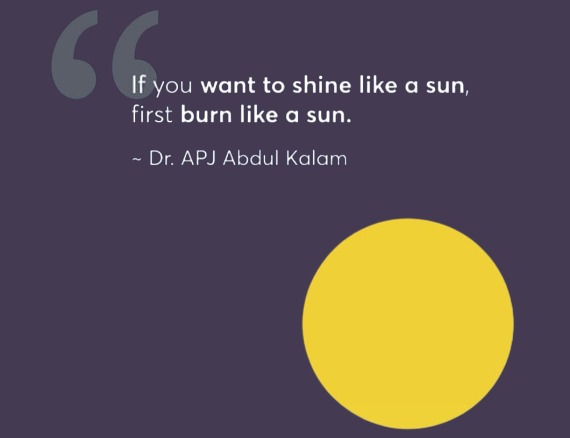 If you want to shine like a sun,
first burn like a sun.
~ Dr. APJ Abdul Kalam